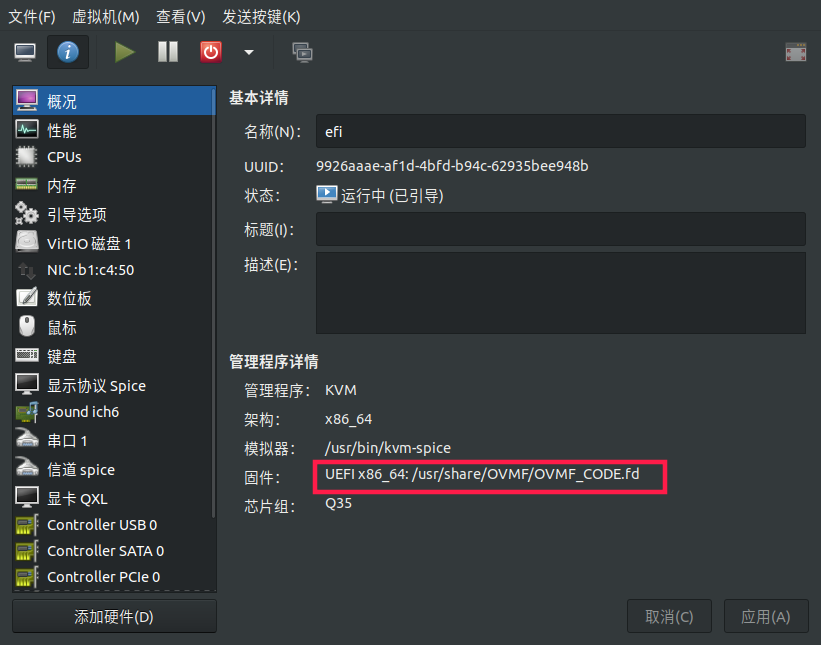 文件(F) 虚拟机(M) 查看(V) 发送按键(K)
概况
性能
CPUs
内存
引导选项
VirtIO 磁盘 1
NIC :b1:c4:50
数位板
鼠标
键盘
显示协议 Spice
Sound ich6
串口 1
信道 spice
显卡 QXL
Controller USB 0
Controller SATA 0
Controller PCIe 0
添加硬件(D)
基本详情
名称(N): efi
UUID: 9926aaae-af1d-4bfd-b94c-62935bee948b
状态: 运行中 (已引导)
标题(I):
描述(E):
管理程序详情
管理程序: KVM
架构: x86_64
模拟器: /usr/bin/kvm-spice
固件: UEFI x86_64: /usr/share/OVMF/OVMF_CODE.fd
芯片组: Q35
取消(C) 应用(A)